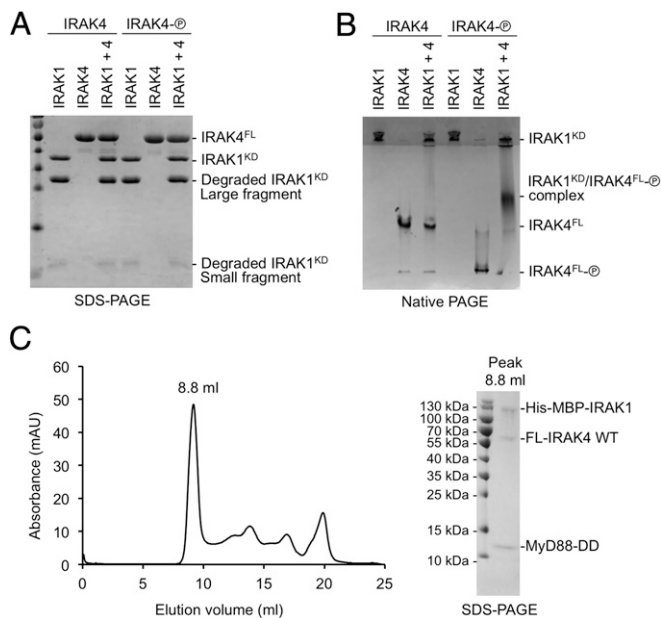 A
IRAK4 IRAK4-Ⓟ
IRAK1
IRAK4
IRAK1 + 4
IRAK1
IRAK4
IRAK1 + 4
IRAK4FL
IRAK1KD
Degraded IRAK1KD
Large fragment
Degraded IRAK1KD
Small fragment
SDS-PAGE
B
IRAK4 IRAK4-Ⓟ
IRAK1
IRAK4
IRAK1 + 4
IRAK1
IRAK4
IRAK1 + 4
IRAK1KD
IRAK1KD/IRAK4FL-Ⓟ
complex
IRAK4FL
IRAK4FL-Ⓟ
Native PAGE
C
60
50
40
30
20
10
0
Absorbance (mAU)
8.8 ml
0 5 10 15 20 25
Elution volume (ml)
Peak
8.8 ml
130 kDa
100 kDa
70 kDa
55 kDa
40 kDa
35 kDa
25 kDa
15 kDa
10 kDa
His-MBP-IRAK1
FL-IRAK4 WT
MyD88-DD
SDS-PAGE